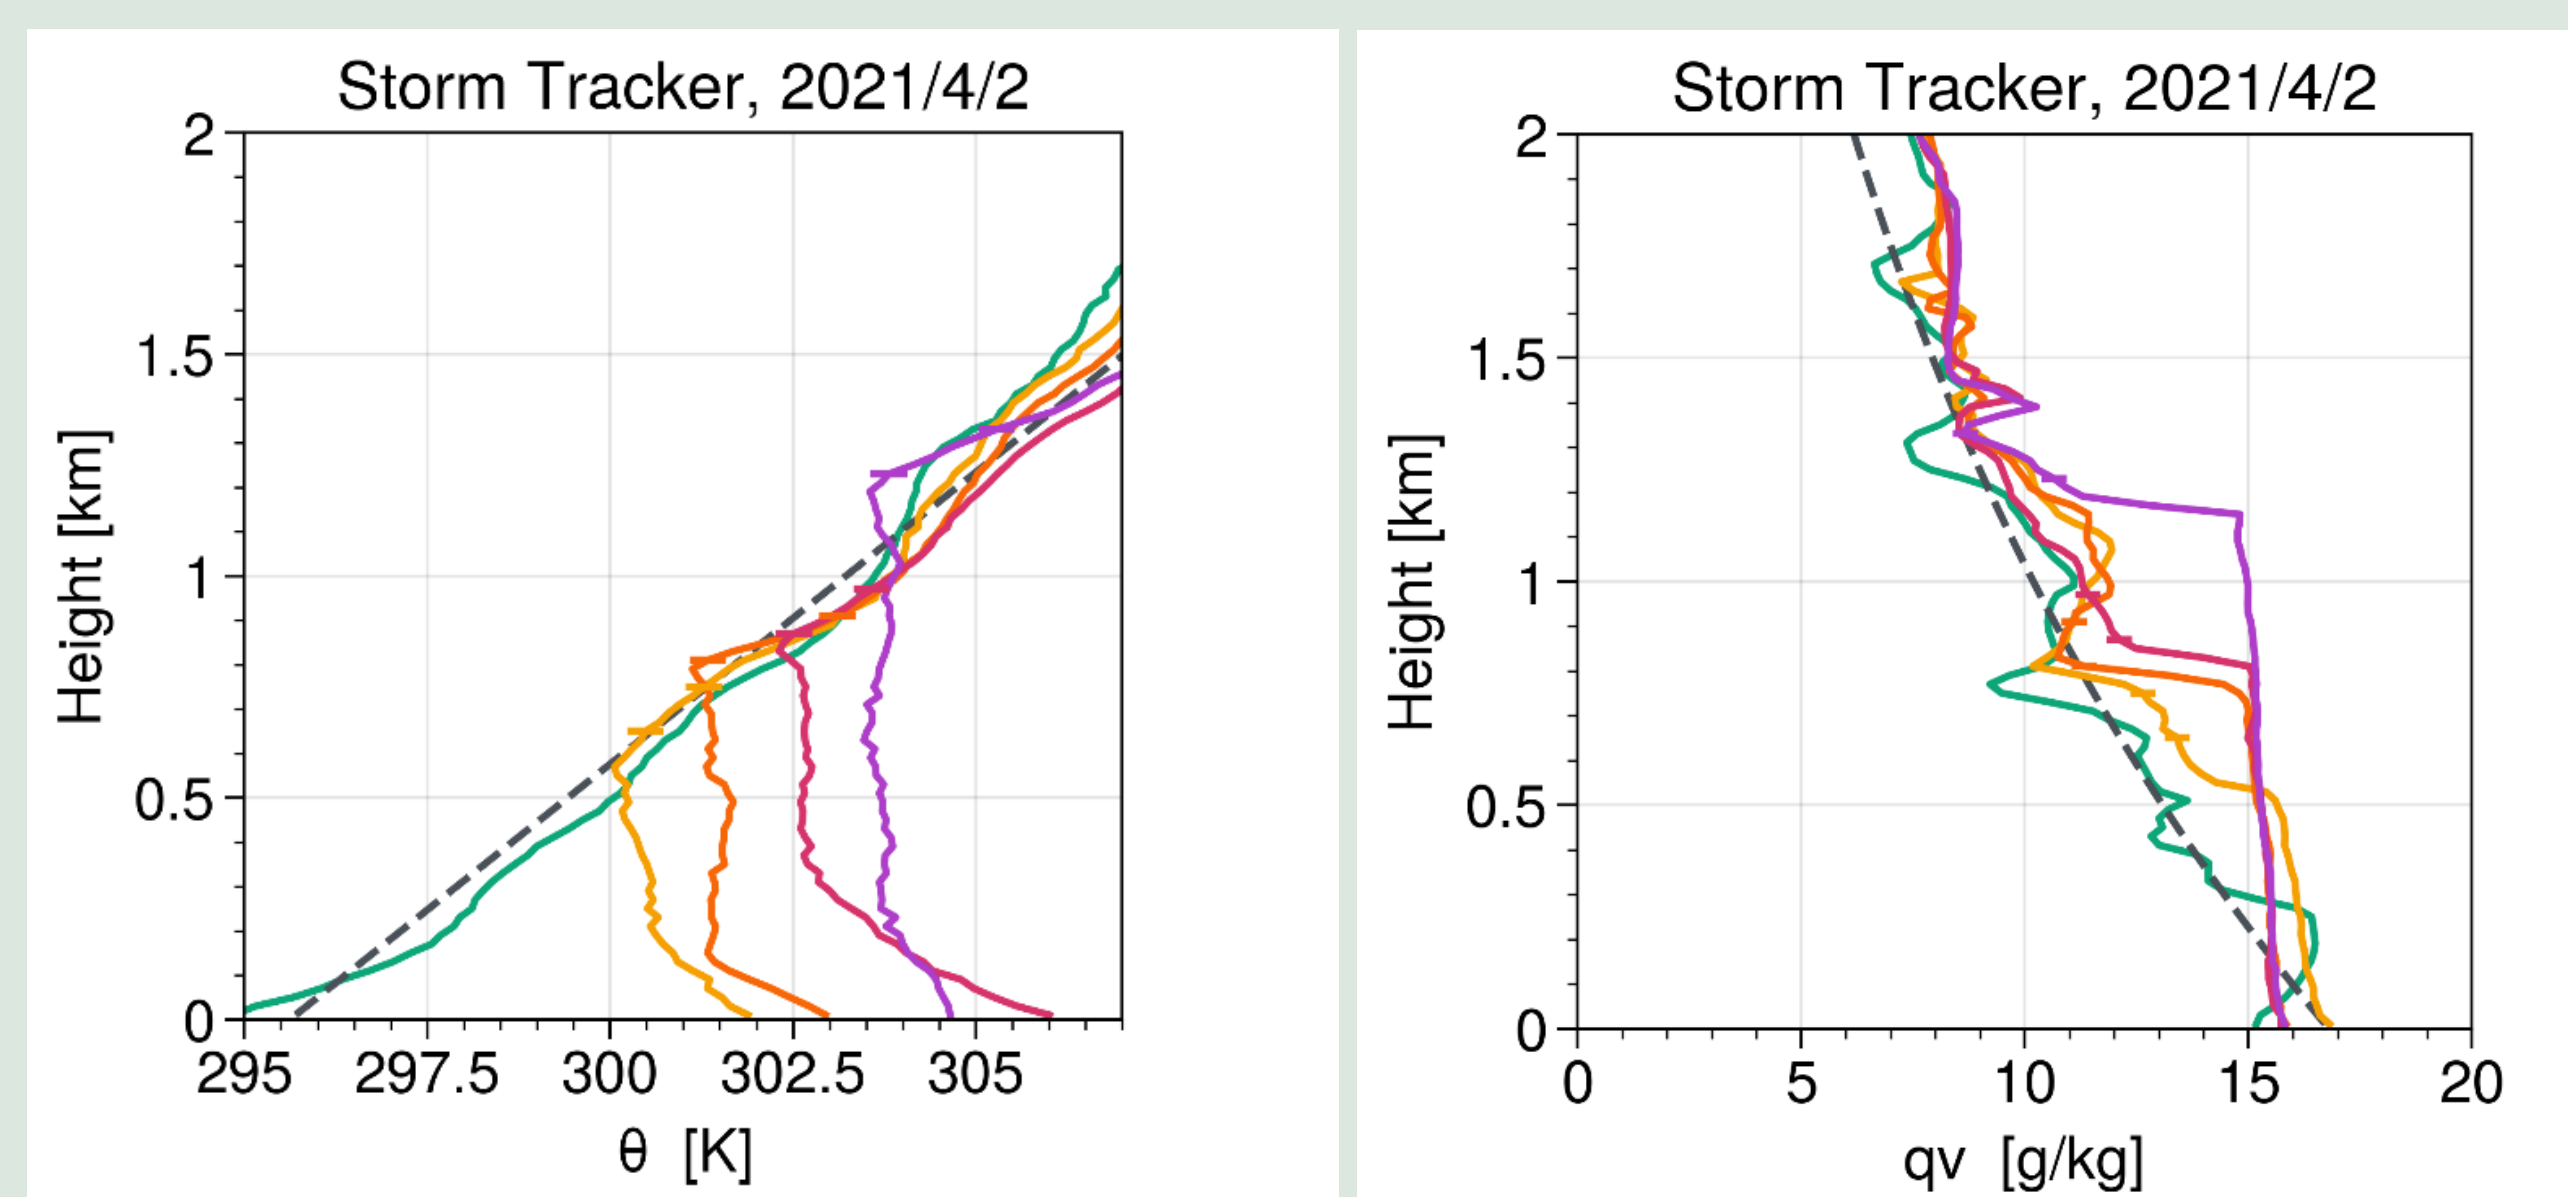 Storm Tracker, 2021/4/2
2
1.5
1
0.5
0
Height [km]
295 297.5 300 302.5 305
θ [K]
Storm Tracker, 2021/4/2
2
1.5
1
0.5
0
Height [km]
0 5 10 15 20
qv [g/kg]